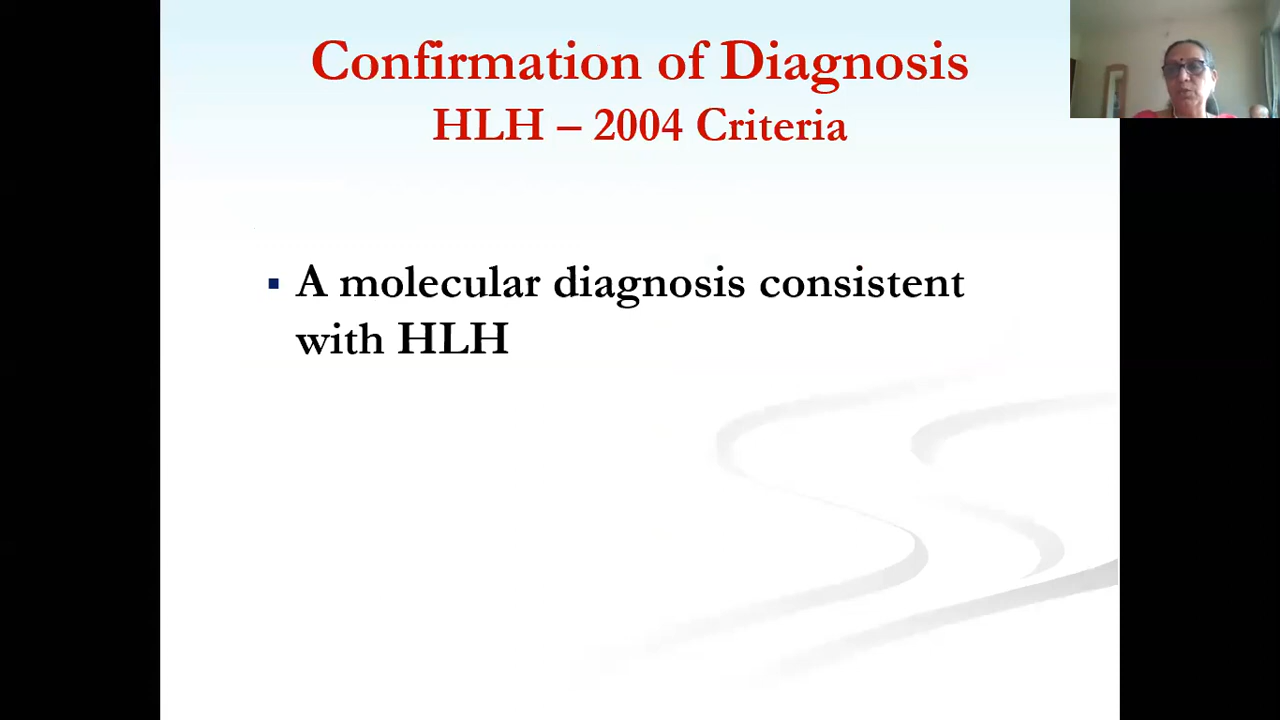 Confirmation of Diagnosis
HLH – 2004 Criteria
▪ A molecular diagnosis consistent
with HLH